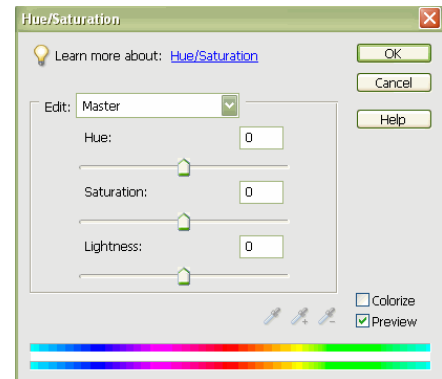 Hue/Saturation
Learn more about: Hue/Saturation
OK
Cancel
Help
Edit: Master
Hue: 0
Saturation: 0
Lightness: 0
Colorize
Preview